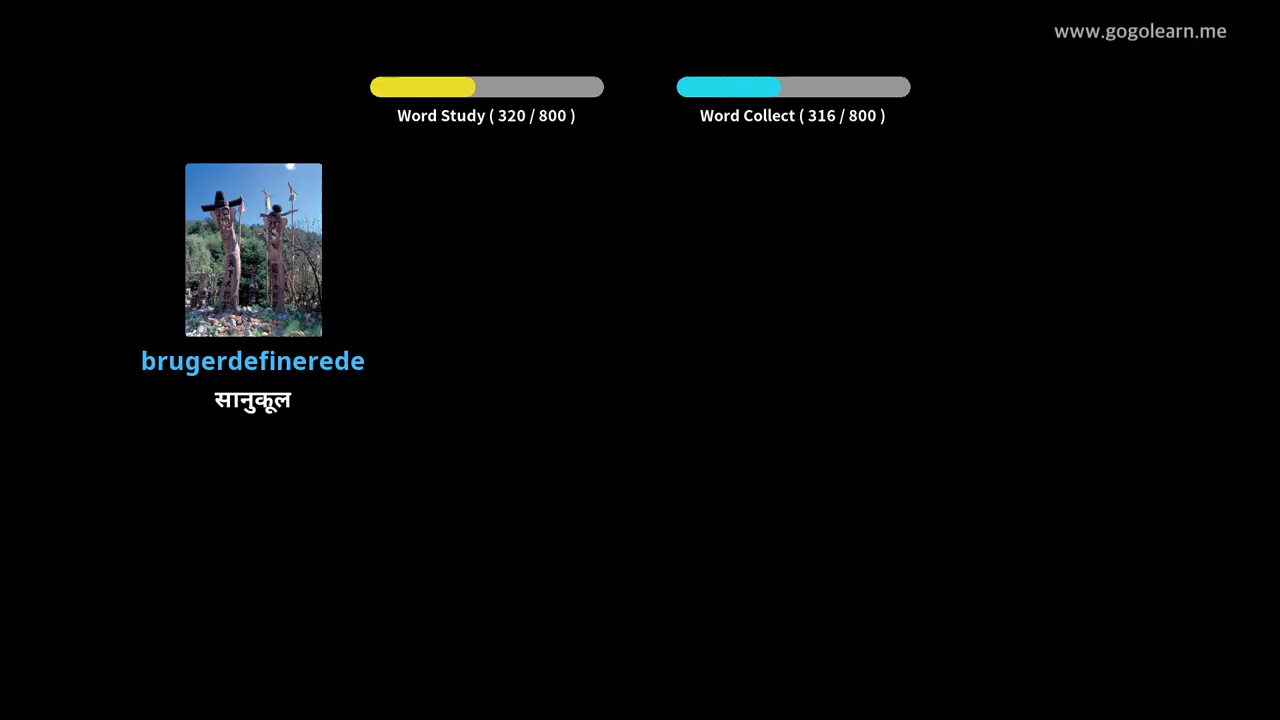 www.gogolearn.me
Word Study ( 320 / 800 )
Word Collect ( 316 / 800 )
brugerdefinerede
सानुकूल